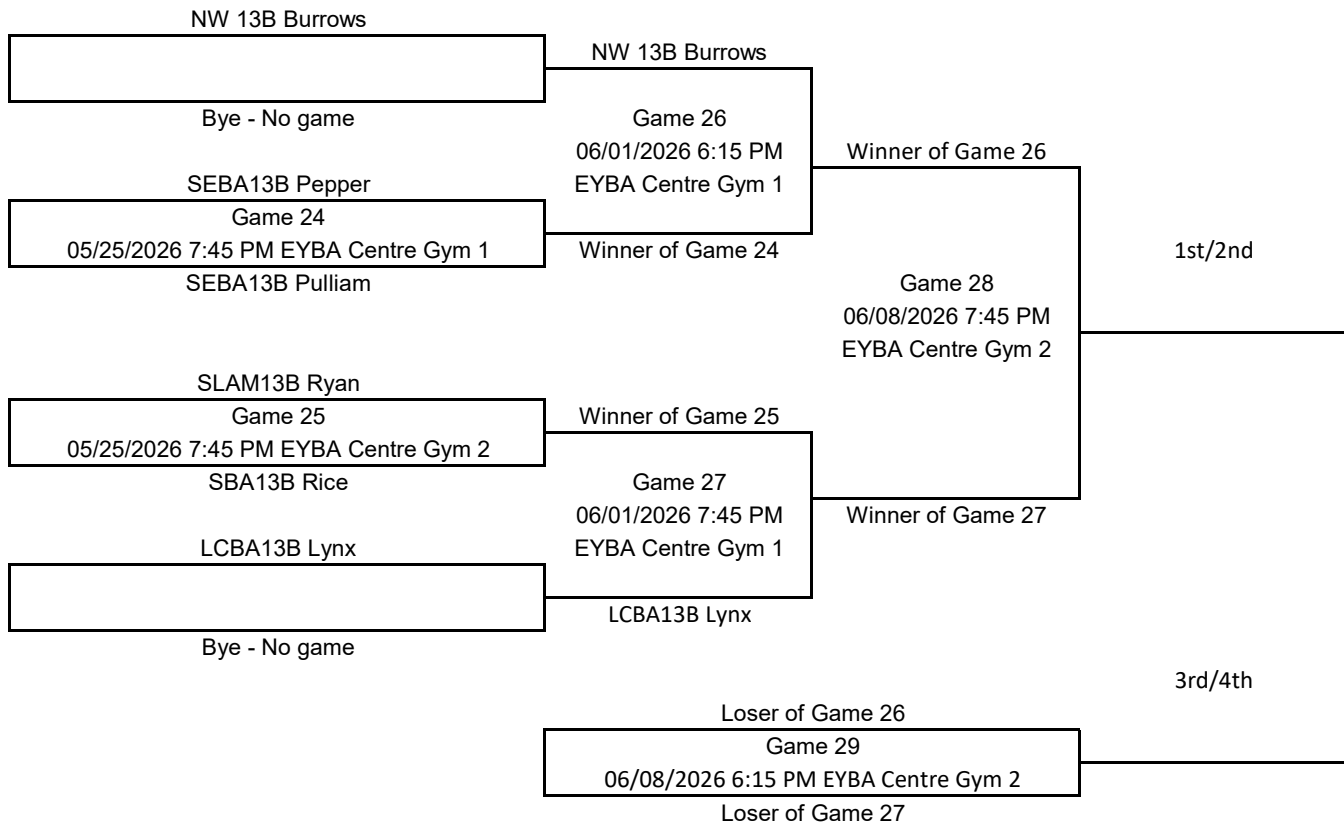 NW 13B Burrows
Bye - No game
SEBA13B Pepper
Game 24
05/25/2026 7:45 PM EYBA Centre Gym 1
SEBA13B Pulliam
SLAM13B Ryan
Game 25
05/25/2026 7:45 PM EYBA Centre Gym 2
SBA13B Rice
LCBA13B Lynx
Bye - No game
NW 13B Burrows
Game 26
06/01/2026 6:15 PM
EYBA Centre Gym 1
Winner of Game 24
Winner of Game 25
Game 27
06/01/2026 7:45 PM
EYBA Centre Gym 1
LCBA13B Lynx
Winner of Game 26
Game 28
06/08/2026 7:45 PM
EYBA Centre Gym 2
Winner of Game 27
1st/2nd
Loser of Game 26
Game 29
06/08/2026 6:15 PM EYBA Centre Gym 2
Loser of Game 27
3rd/4th